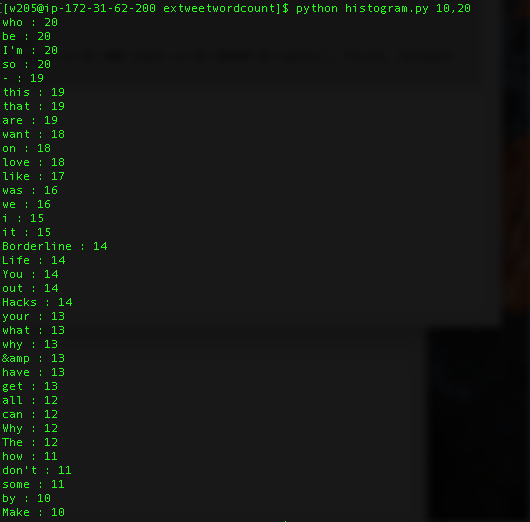 [[w205@ip-172-31-62-200 extweetwordcount]$ python histogram.py 10,20
who : 20
be : 20
I'm : 20
so : 20
- : 19
this : 19
that : 19
are : 19
want : 18
on : 18
love : 18
like : 17
was : 16
we : 16
i : 15
it : 15
Borderline : 14
Life : 14
You : 14
out : 14
Hacks : 14
your : 13
what : 13
why : 13
&amp : 13
have : 13
get : 13
all : 12
can : 12
Why : 12
The : 12
how : 11
don't : 11
some : 11
by : 10
Make : 10